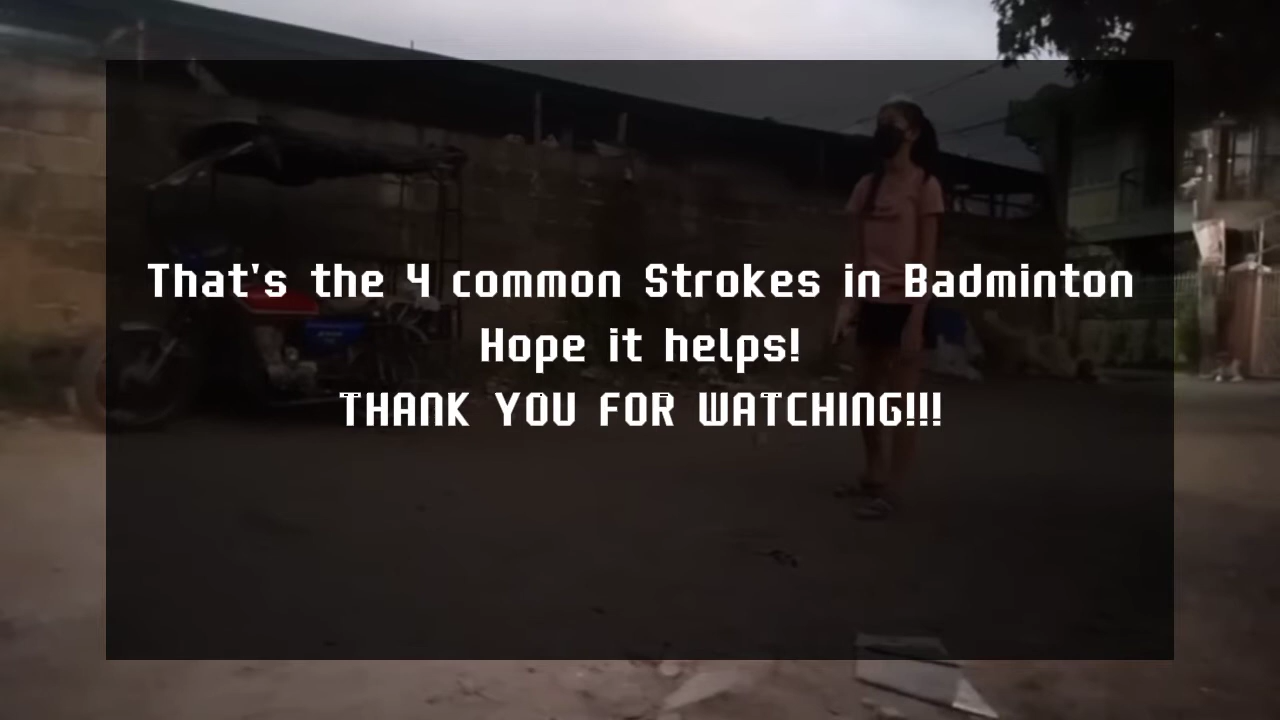 That's the 4 common Strokes in Badminton
Hope it helps!
THANK YOU FOR WATCHING!!!